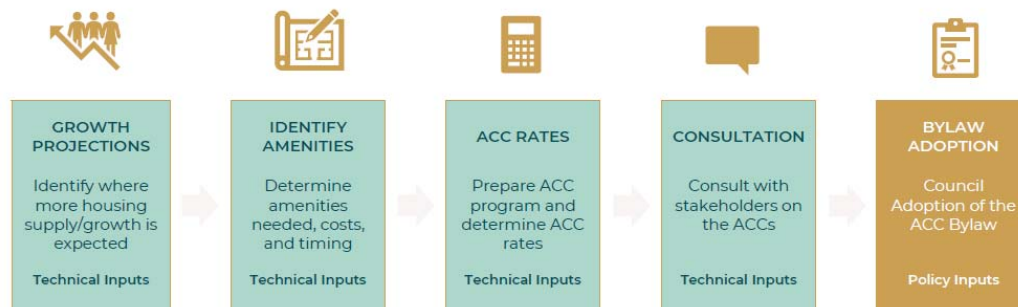 GROWTH
PROJECTIONS
Identify where
more housing
supply/growth is
expected
Technical Inputs
IDENTIFY
AMENITIES
Determine
amenities
needed, costs,
and timing
Technical Inputs
ACC RATES
Prepare ACC
program and
determine ACC
rates
Technical Inputs
CONSULTATION
Consult with
stakeholders on
the ACCs
Technical Inputs
BYLAW
ADOPTION
Council
Adoption of the
ACC Bylaw
Policy Inputs